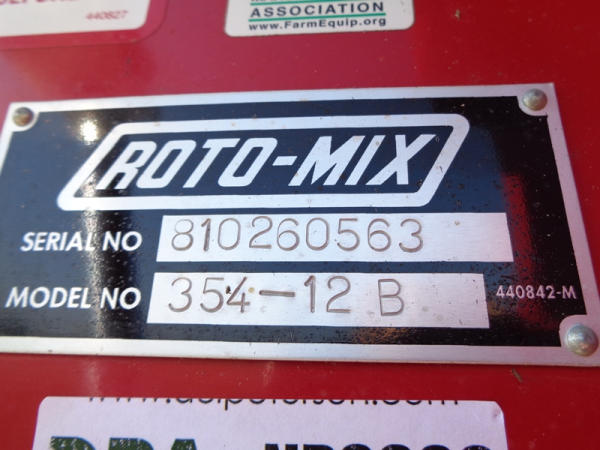 440827
ASSOCIATION
www.FarmEquip.org
ROTO-MIX
SERIAL NO 810260563
MODEL NO 354-12 B
440842-M